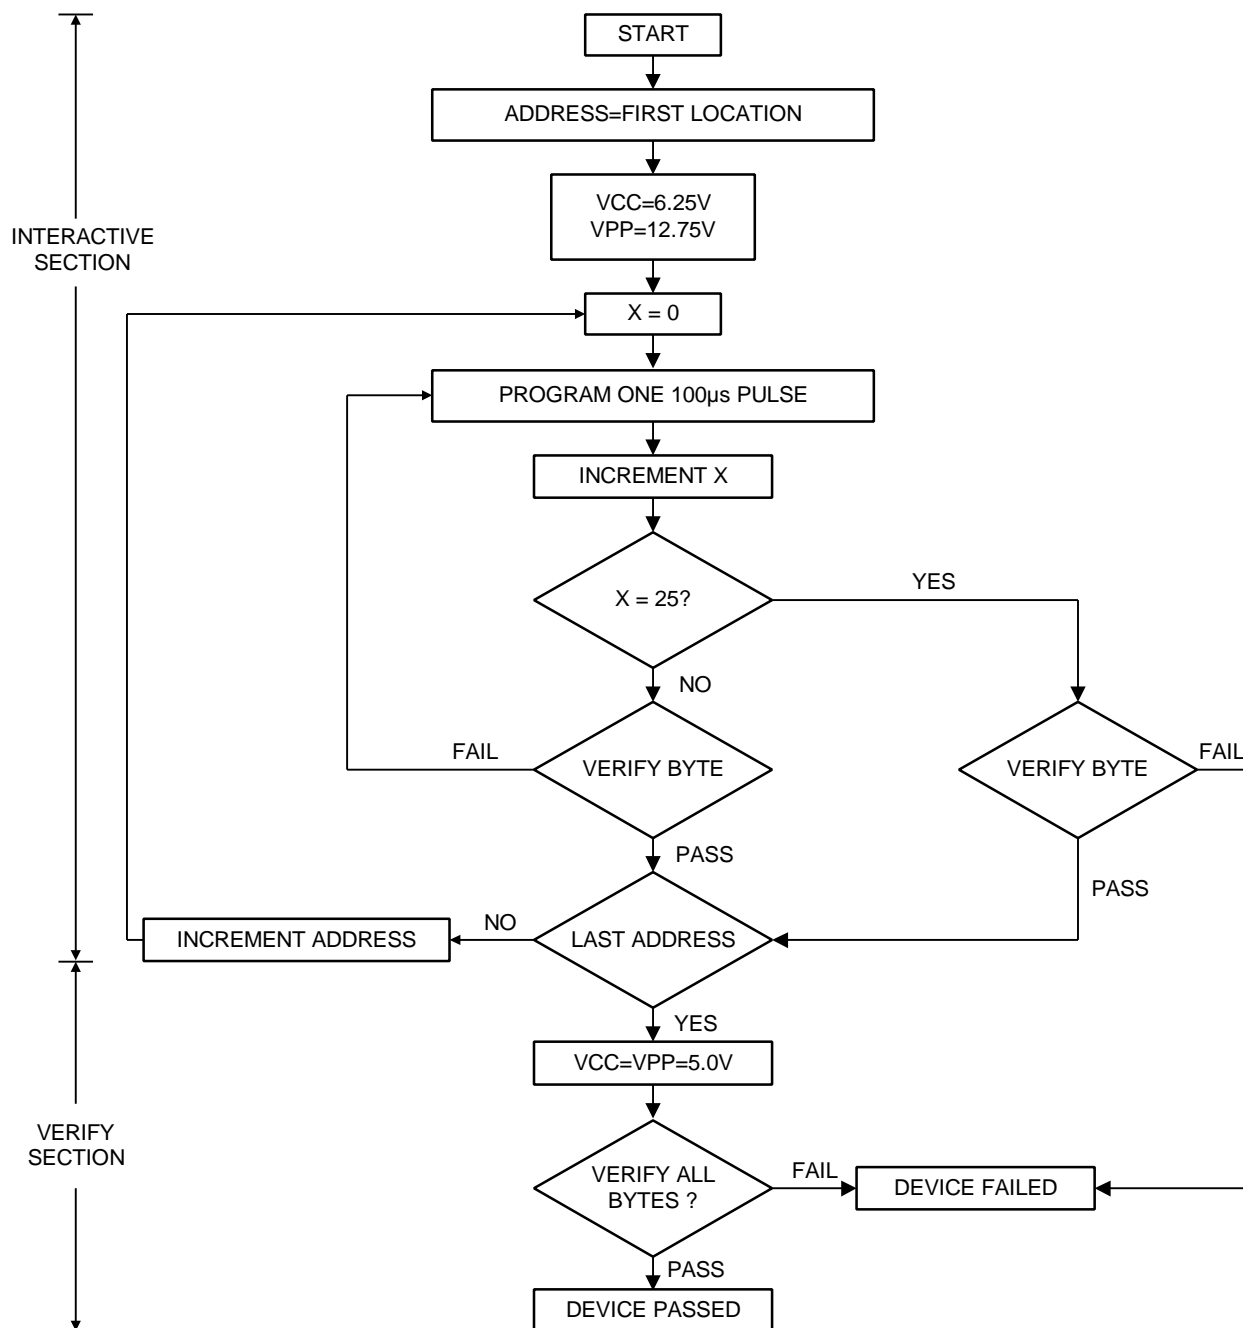 START
ADDRESS=FIRST LOCATION
VCC=6.25V
VPP=12.75V
INTERACTIVE
SECTION
X = 0
PROGRAM ONE 100µs PULSE
INCREMENT X
X = 25?
YES
NO
FAIL
VERIFY BYTE
VERIFY BYTE
FAIL
PASS
PASS
INCREMENT ADDRESS
NO
LAST ADDRESS
YES
VCC=VPP=5.0V
VERIFY
SECTION
VERIFY ALL
BYTES ?
FAIL
DEVICE FAILED
PASS
DEVICE PASSED